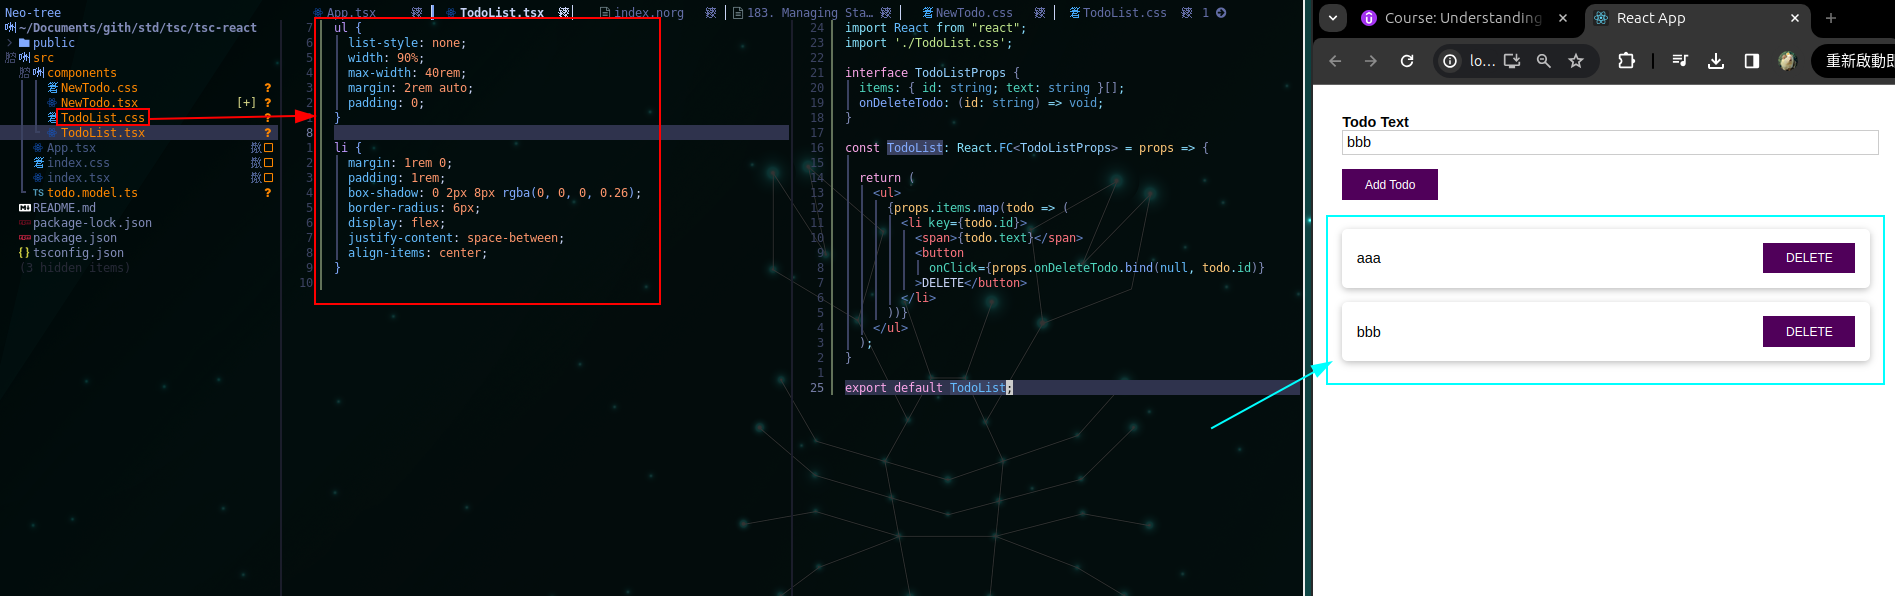 Neo-tree
~/Documents/gith/std/tsc/tsc-react
public
src
components
NewTodo.css ?
NewTodo.tsx [+] ?
TodoList.css ?
TodoList.tsx ?
App.tsx
index.css
index.tsx
TS todo.model.ts ?
README.md
package-lock.json
package.json
{} tsconfig.json
(3 hidden items)
App.tsx TodoList.tsx index.norg 183. Managing Sta… NewTodo.css TodoList.css 1
7 ul {
6 list-style: none;
5 width: 90%;
4 max-width: 40rem;
3 margin: 2rem auto;
2 padding: 0;
}
8
1 li {
2 margin: 1rem 0;
3 padding: 1rem;
4 box-shadow: 0 2px 8px rgba(0, 0, 0, 0.26);
5 border-radius: 6px;
6 display: flex;
7 justify-content: space-between;
8 align-items: center;
9 }
10
24 import React from "react";
23 import './TodoList.css';
22
21 interface TodoListProps {
20 items: { id: string; text: string }[];
19 onDeleteTodo: (id: string) => void;
18 }
17
16 const TodoList: React.FC<TodoListProps> = props => {
15
14 return (
13 <ul>
12 {props.items.map(todo => (
11 <li key={todo.id}>
10 <span>{todo.text}</span>
9 <button
8 onClick={props.onDeleteTodo.bind(null, todo.id)}
7 >DELETE</button>
6 </li>
5 ))}
4 </ul>
3 );
2 }
1
25 export default TodoList;
Course: Understanding
React App
lo...
重新啟動
Todo Text
bbb
Add Todo
aaa
DELETE
bbb
DELETE